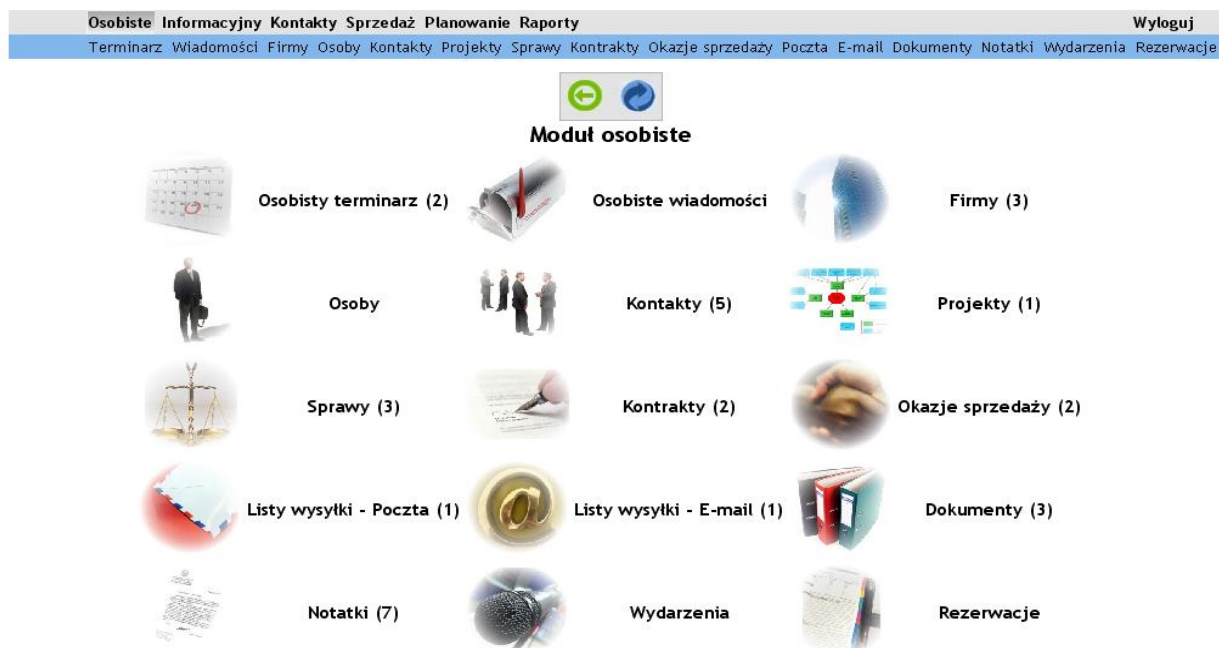 Osobiste Informacyjny Kontakty Sprzedaż Planowanie Raporty Wyloguj
Terminarz Wiadomości Firmy Osoby Kontakty Projekty Sprawy Kontrakty Okazje sprzedaży Poczta E-mail Dokumenty Notatki Wydarzenia Rezerwacje
Moduł osobiste
Osobisty terminarz (2) Osobiste wiadomości Firmy (3)
Osoby Kontakty (5) Projekty (1)
Sprawy (3) Kontrakty (2) Okazje sprzedaży (2)
Listy wysyłki - Poczta (1) Listy wysyłki - E-mail (1) Dokumenty (3)
Notatki (7) Wydarzenia Rezerwacje